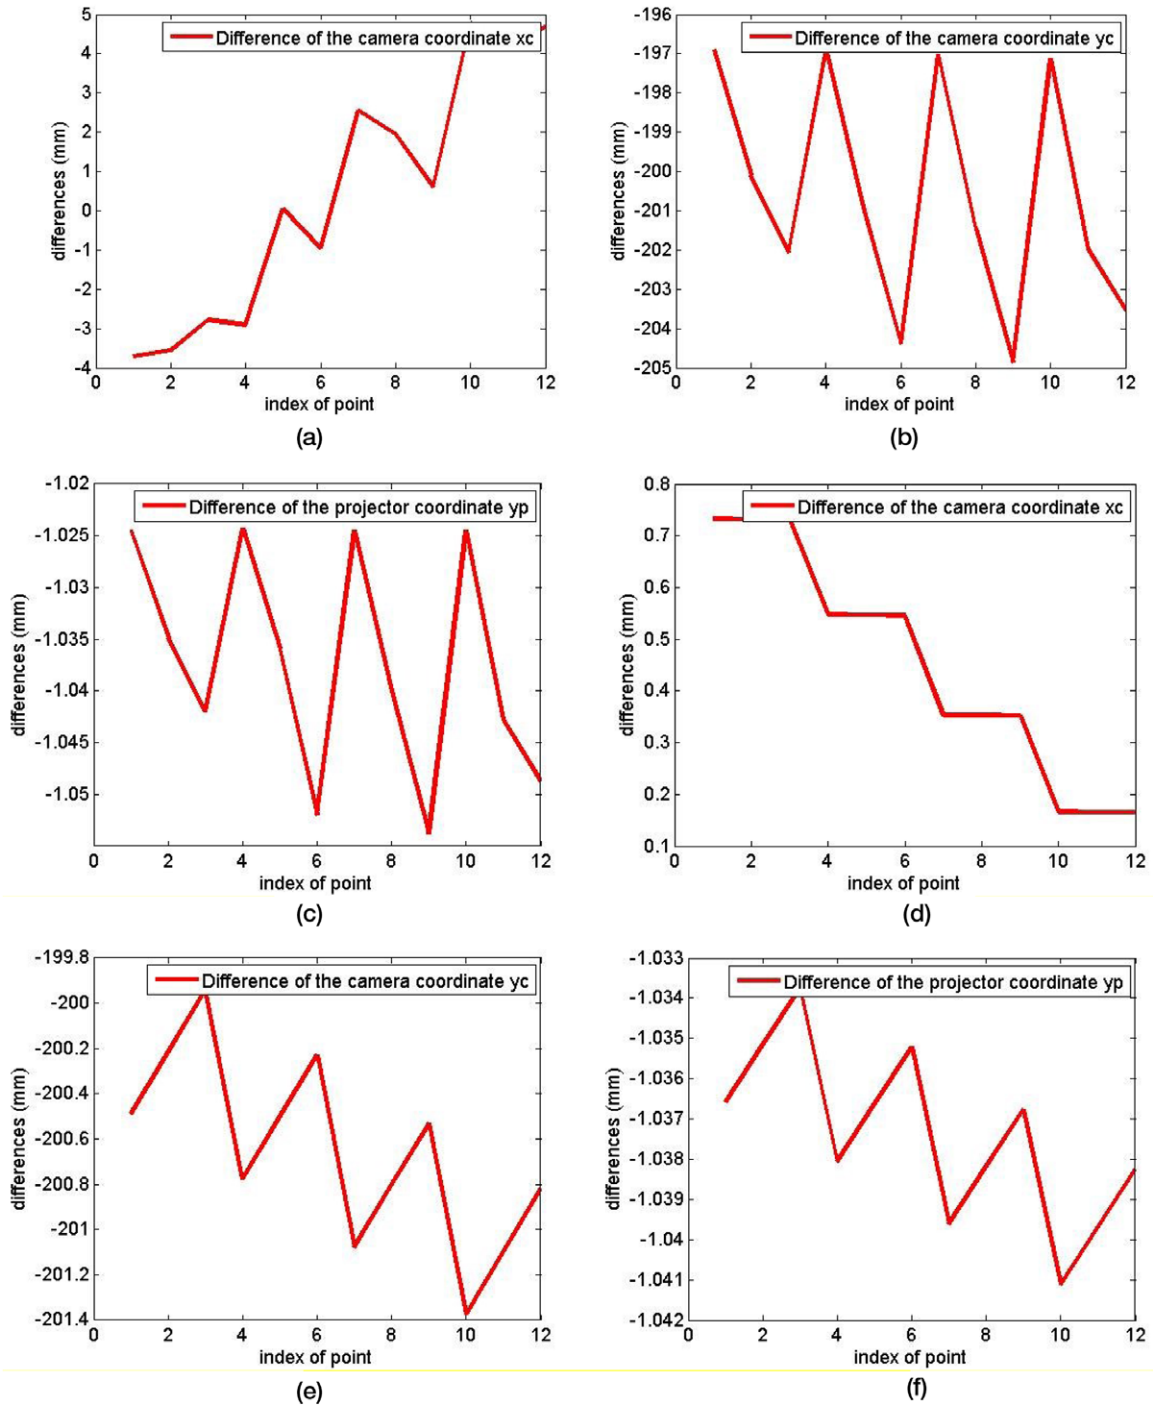 Difference of the camera coordinate xc
5
4
3
2
1
0
-1
-2
-3
-4
differences (mm)
0 2 4 6 8 10 12
index of point
(a)
Difference of the camera coordinate yc
-196
-197
-198
-199
-200
-201
-202
-203
-204
-205
differences (mm)
0 2 4 6 8 10 12
index of point
(b)
Difference of the projector coordinate yp
-1.02
-1.025
-1.03
-1.035
-1.04
-1.045
-1.05
differences (mm)
0 2 4 6 8 10 12
index of point
(c)
Difference of the camera coordinate xc
0.8
0.7
0.6
0.5
0.4
0.3
0.2
0.1
differences (mm)
0 2 4 6 8 10 12
index of point
(d)
Difference of the camera coordinate yc
-199.8
-200
-200.2
-200.4
-200.6
-200.8
-201
-201.2
-201.4
differences (mm)
0 2 4 6 8 10 12
index of point
(e)
Difference of the projector coordinate yp
-1.033
-1.034
-1.035
-1.036
-1.037
-1.038
-1.039
-1.04
-1.041
-1.042
differences (mm)
0 2 4 6 8 10 12
index of point
(f)